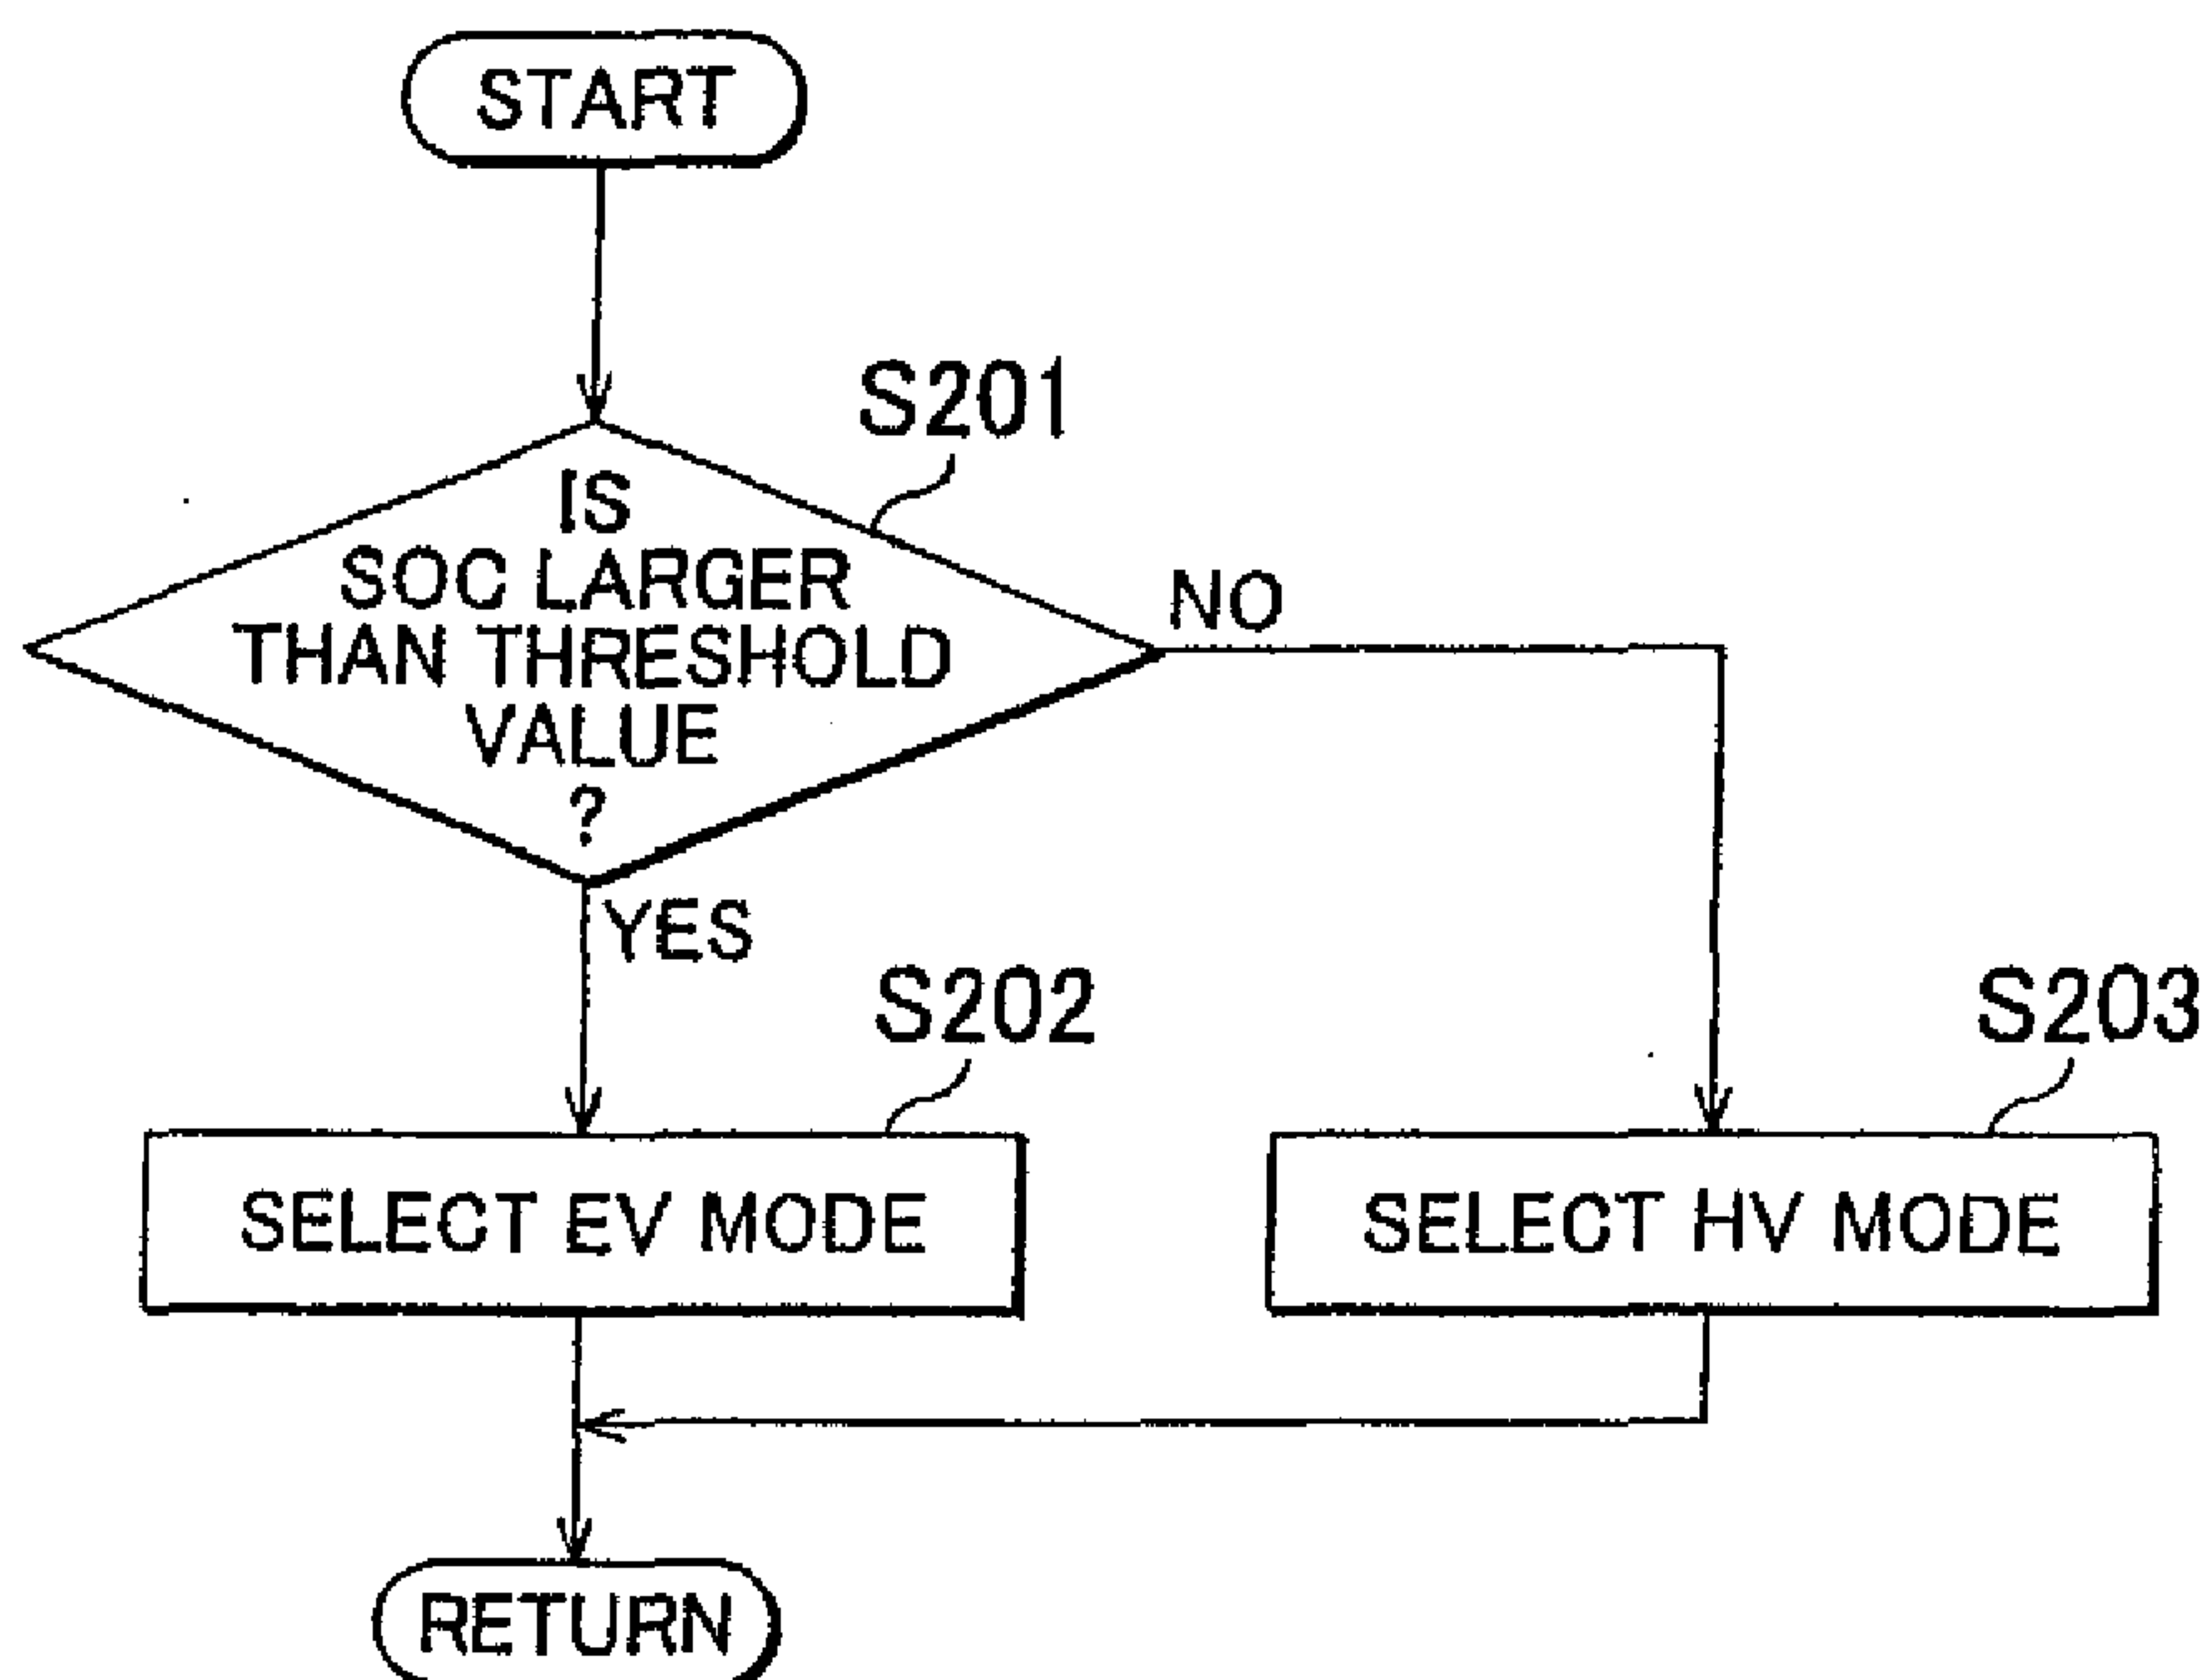 START
S201
IS
SOC LARGER
THAN THRESHOLD
VALUE
?
NO
YES
S202
S203
SELECT EV MODE
SELECT HV MODE
RETURN